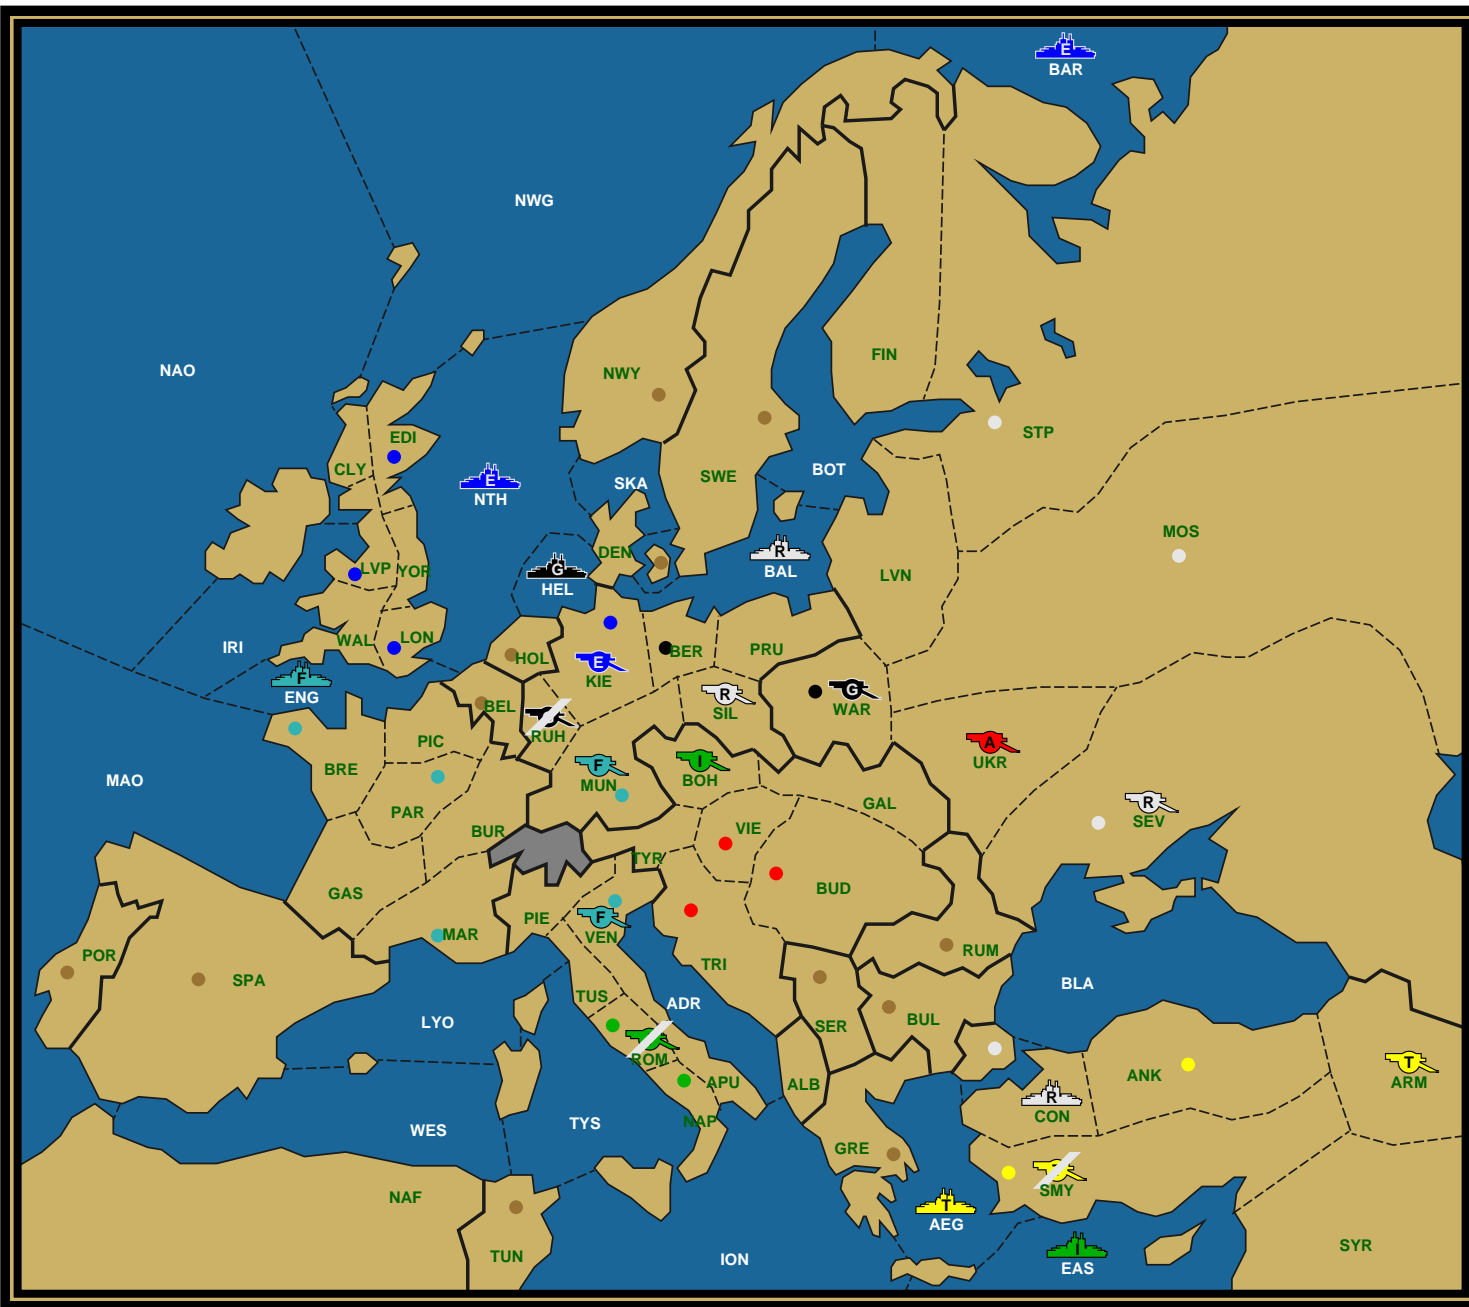 E
BAR
NWG
NAO
FIN
NWY
EDI
STP
CLY
SWE
BOT
SKA
E
NTH
MOS
DEN
R
BAL
G
HEL
LVP
YOR
LVN
IRI
WAL
LON
HOL
E
KIE
BER
PRU
F
ENG
BEL
R
SIL
G
WAR
RUH
PIC
A
UKR
BRE
F
MUN
I
BOH
MAO
PAR
GAL
R
SEV
BUR
VIE
TYR
BUD
GAS
PIE
F
VEN
MAR
POR
SPA
TRI
RUM
BLA
TUS
ADR
LYO
SER
BUL
ROM
ANK
T
ARM
APU
ALB
R
CON
NAP
TYS
WES
GRE
SMY
NAF
T
AEG
TUN
ION
I
EAS
SYR